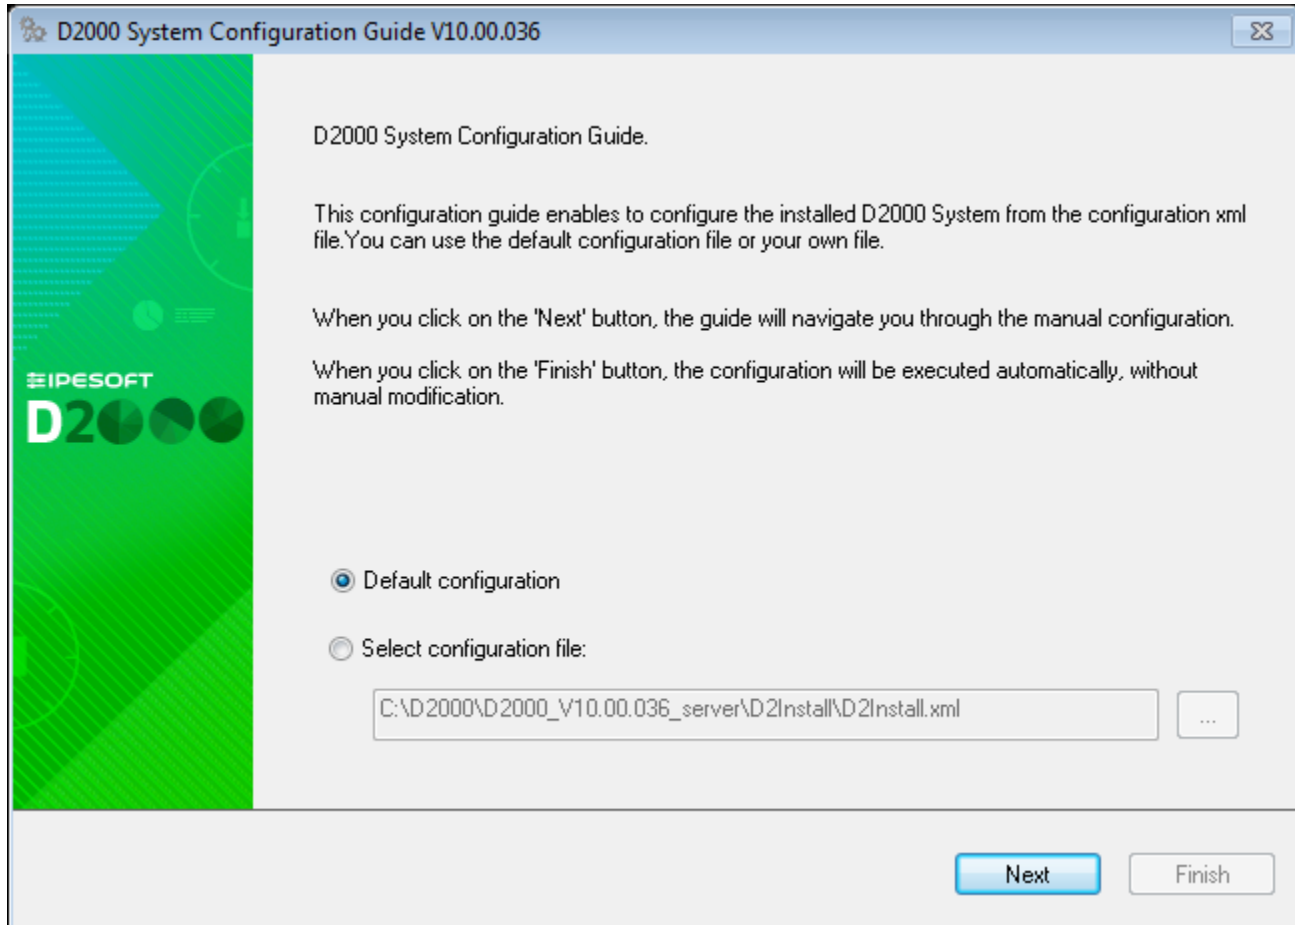 D2000 System Configuration Guide V10.00.036
D2000 System Configuration Guide.
This configuration guide enables to configure the installed D2000 System from the configuration xml
file.You can use the default configuration file or your own file.
When you click on the 'Next' button, the guide will navigate you through the manual configuration.
When you click on the 'Finish' button, the configuration will be executed automatically, without
manual modification.
IPESOFT
D2000
Default configuration
Select configuration file:
C:\D2000\D2000_V10.00.036_server\D2Install\D2Install.xml
...
Next
Finish